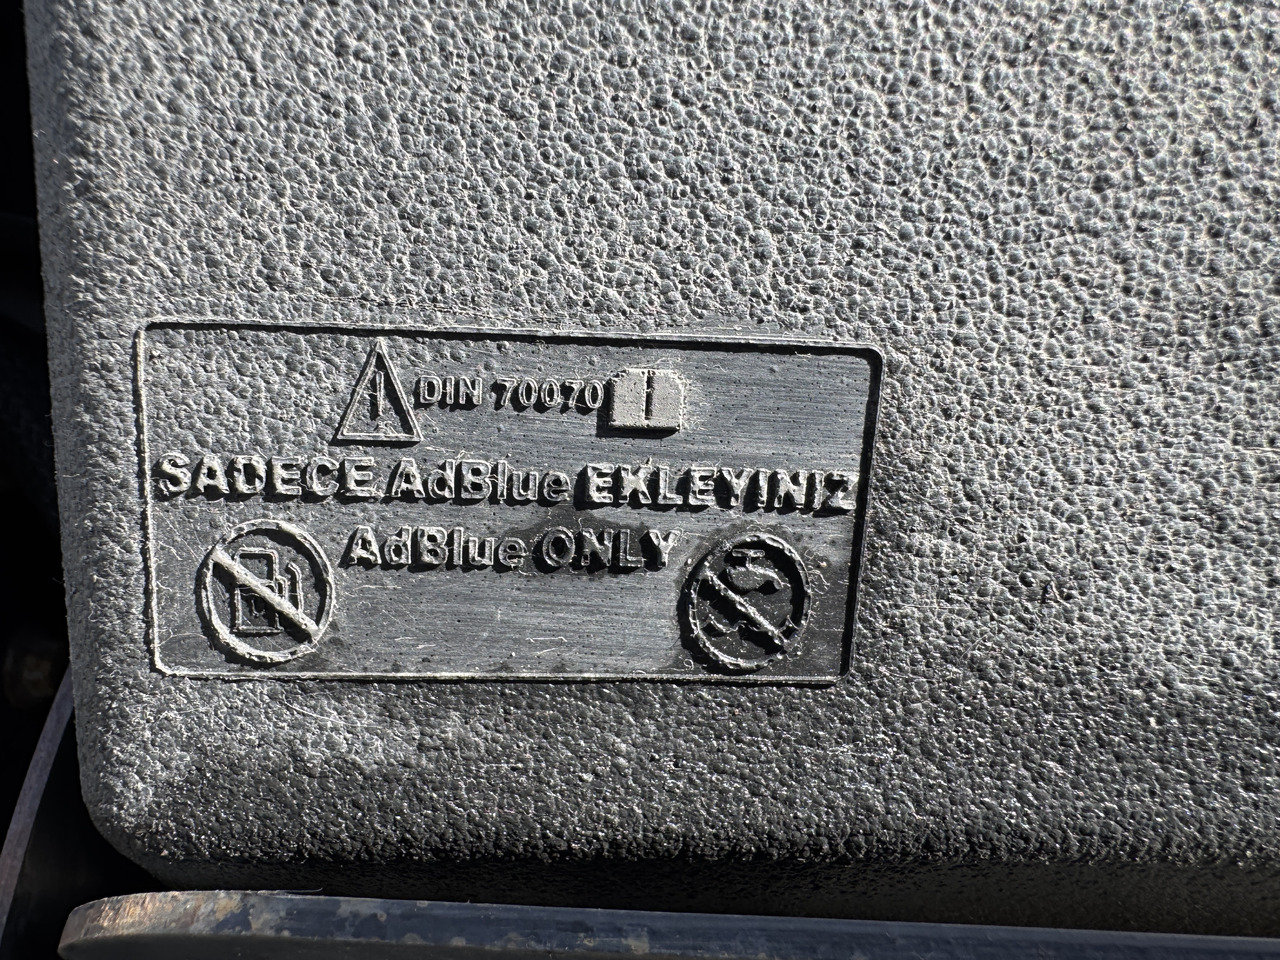 DIN 70070
SADECE AdBlue EKLEYINIZ
AdBlue ONLY